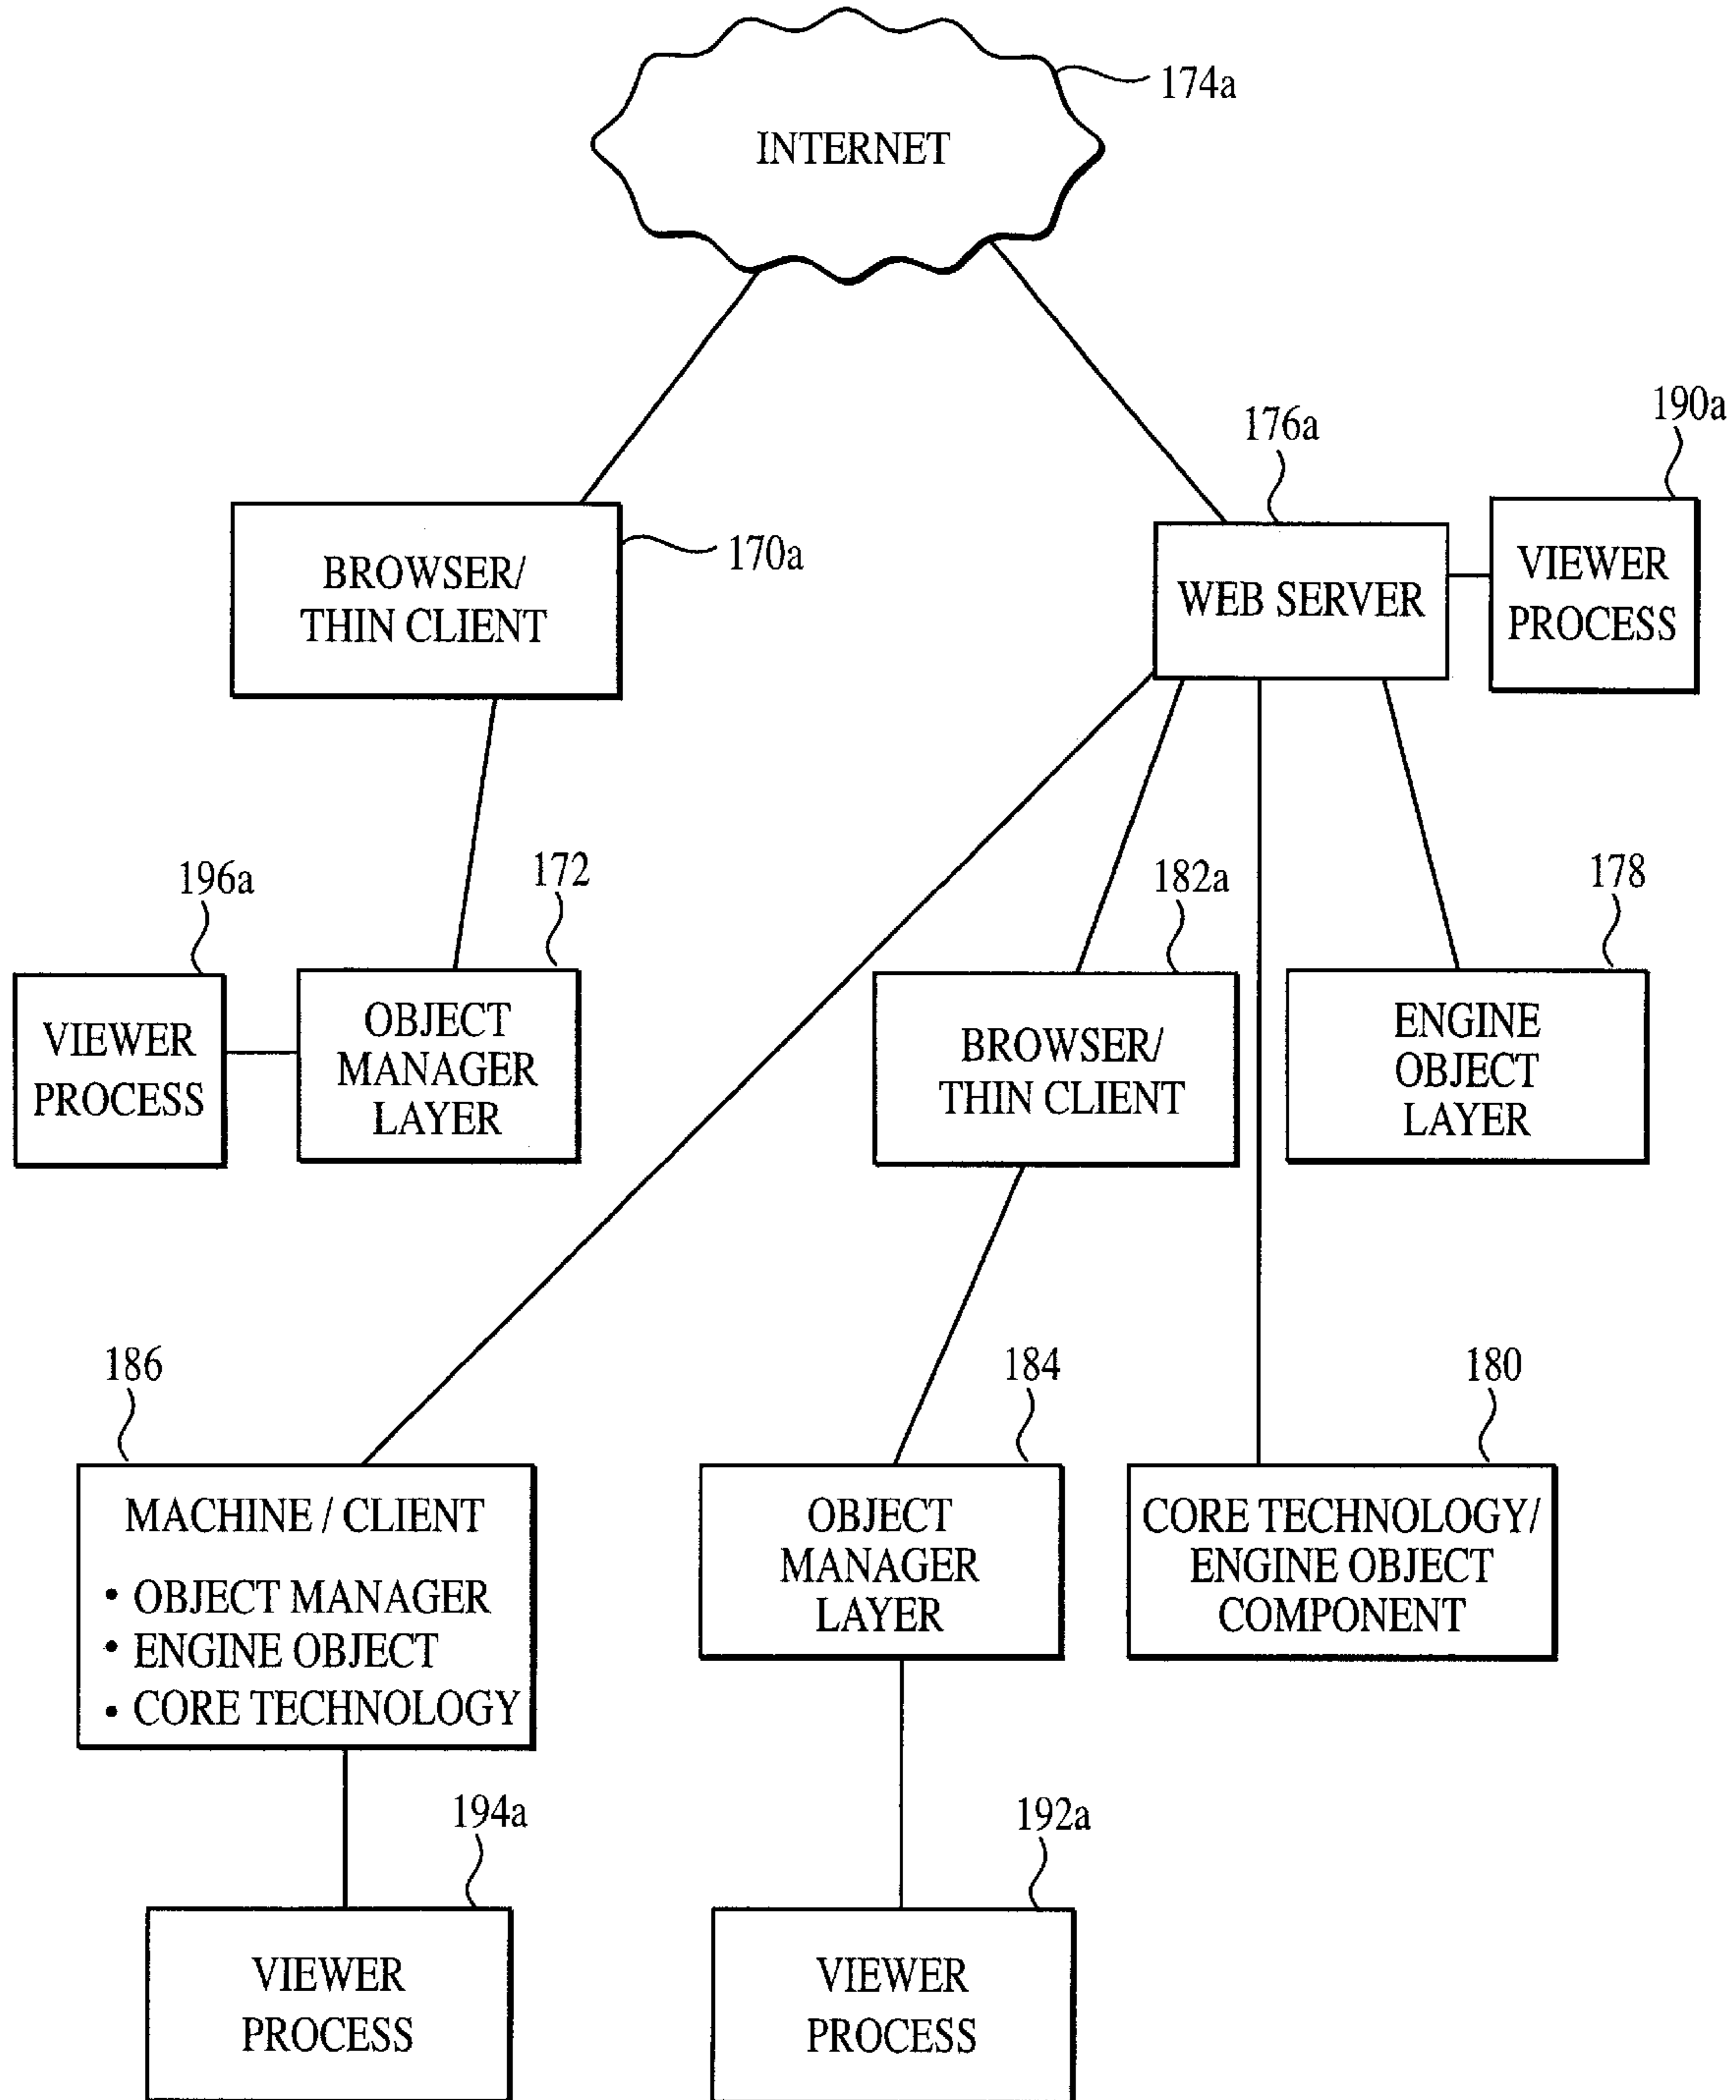 174a
INTERNET
190a
176a
BROWSER/
THIN CLIENT
170a
WEB SERVER
VIEWER
PROCESS
196a
172
182a
178
VIEWER
PROCESS
OBJECT
MANAGER
LAYER
BROWSER/
THIN CLIENT
ENGINE
OBJECT
LAYER
186
184
180
MACHINE / CLIENT
• OBJECT MANAGER
• ENGINE OBJECT
• CORE TECHNOLOGY
OBJECT
MANAGER
LAYER
CORE TECHNOLOGY/
ENGINE OBJECT
COMPONENT
194a
192a
VIEWER
PROCESS
VIEWER
PROCESS